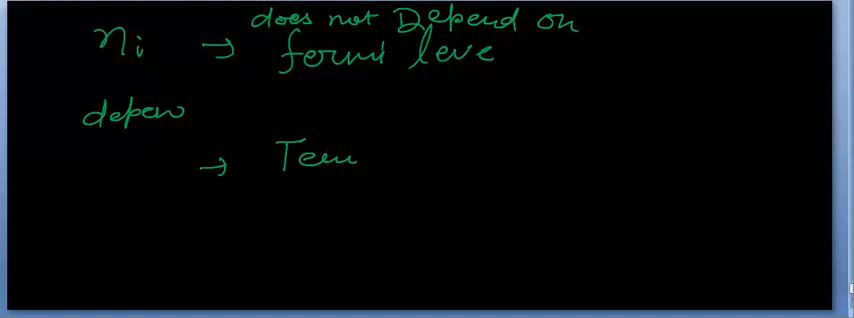 does not Depend on
ni → fermi leve
depen
→ Tem